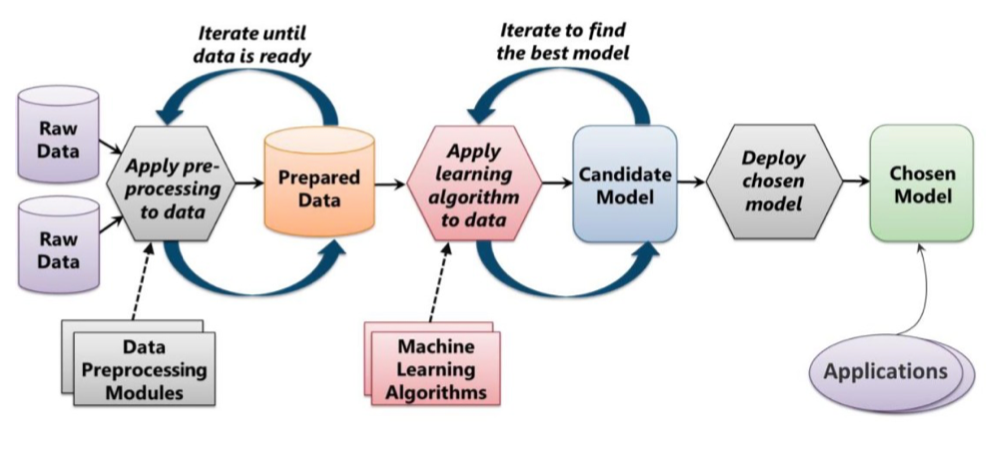 Iterate until
data is ready
Iterate to find
the best model
Raw
Data
Raw
Data
Apply pre-
processing
to data
Prepared
Data
Apply
learning
algorithm
to data
Candidate
Model
Deploy
chosen
model
Chosen
Model
Data
Preprocessing
Modules
Machine
Learning
Algorithms
Applications